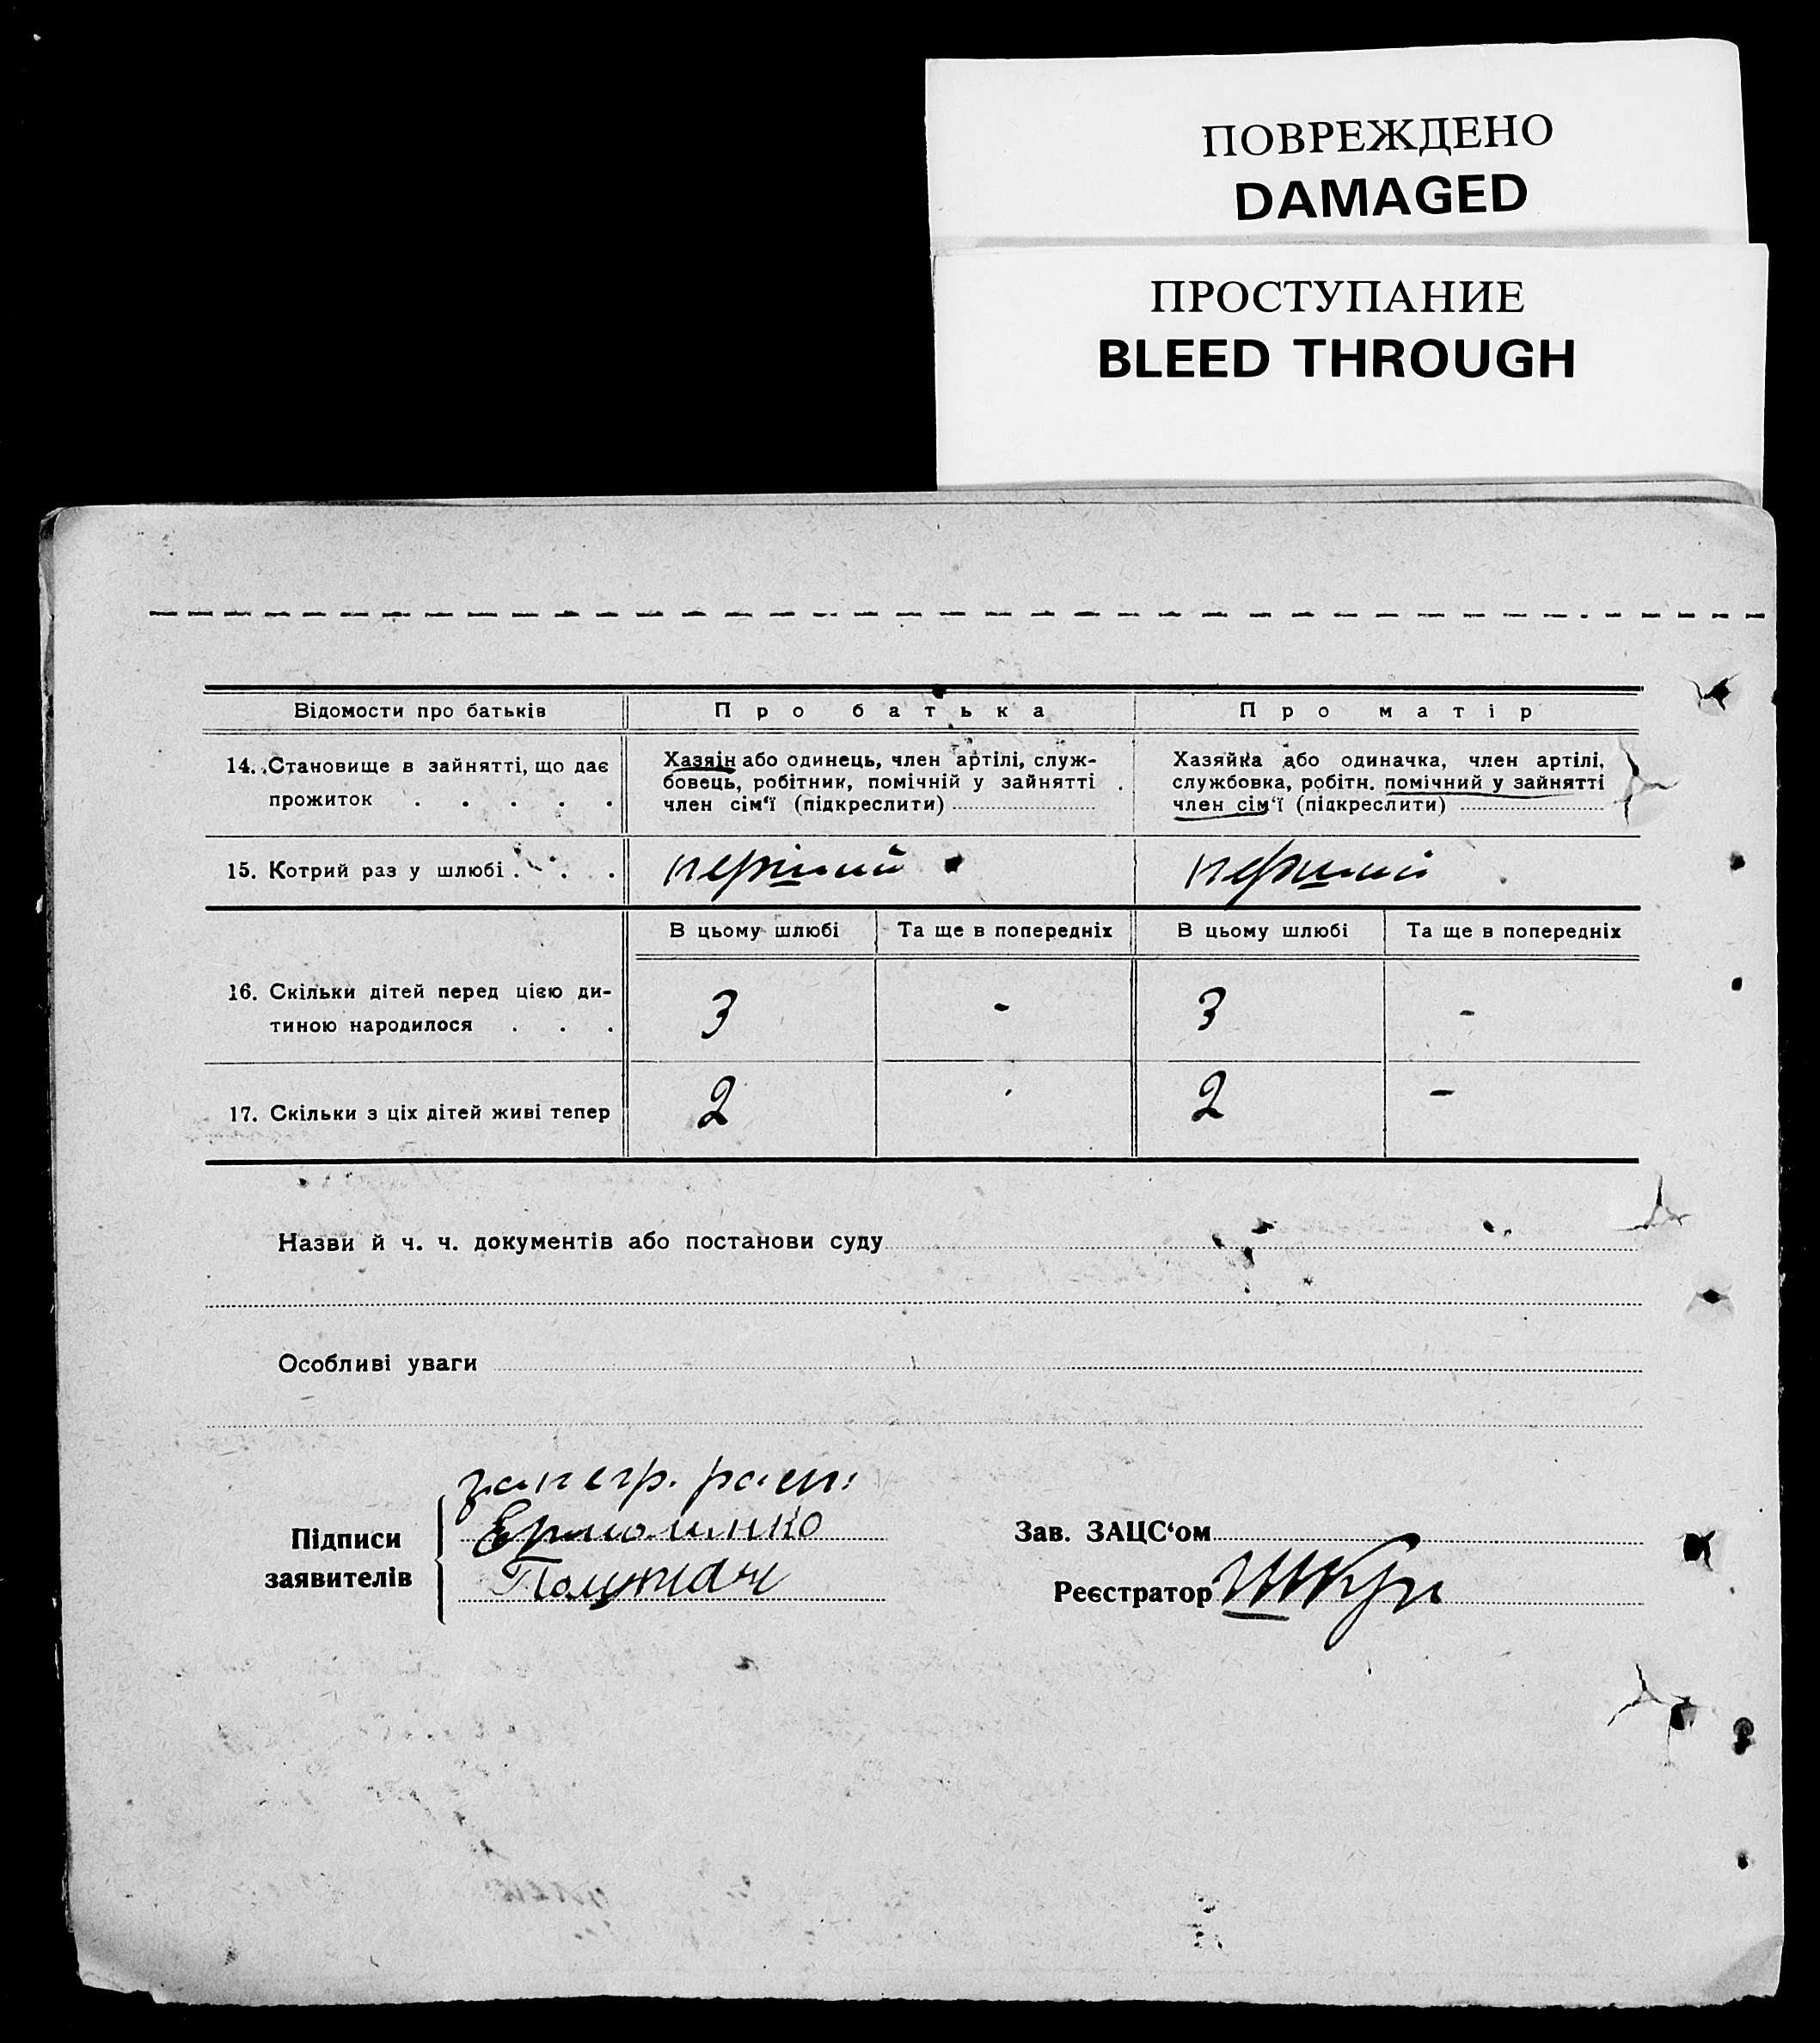 ПОВРЕЖДЕНО
DAMAGED
ПРОСТУПАНИЕ
BLEED THROUGH
Відомости про батьків
Про батька
Про матір
14. Становище в зайнятті, що дає
прожиток . . . . .
Хазяін або одинець, член артілі, служ-
бовець, робітник, помічній у зайнятті
член сім'ї (підкреслити)
Хазяйка або одиначка, член артілі,
службовка, робітн. помічний у зайнятті
член сім'ї (підкреслити)
15. Котрий раз у шлюбі . . . .
перший
перший
В цьому шлюбі
Та ще в попередніх
В цьому шлюбі
Та ще в попередніх
16. Скільки дітей перед цією ди-
тиною народилося . . .
3
-
3
-
17. Скільки з ціх дітей живі тепер
2
2
-
Назви й ч. ч. документів або постанови суду
Особливі уваги
Підписи
заявителів
Зав. ЗАЦС'ом
Реєстратор